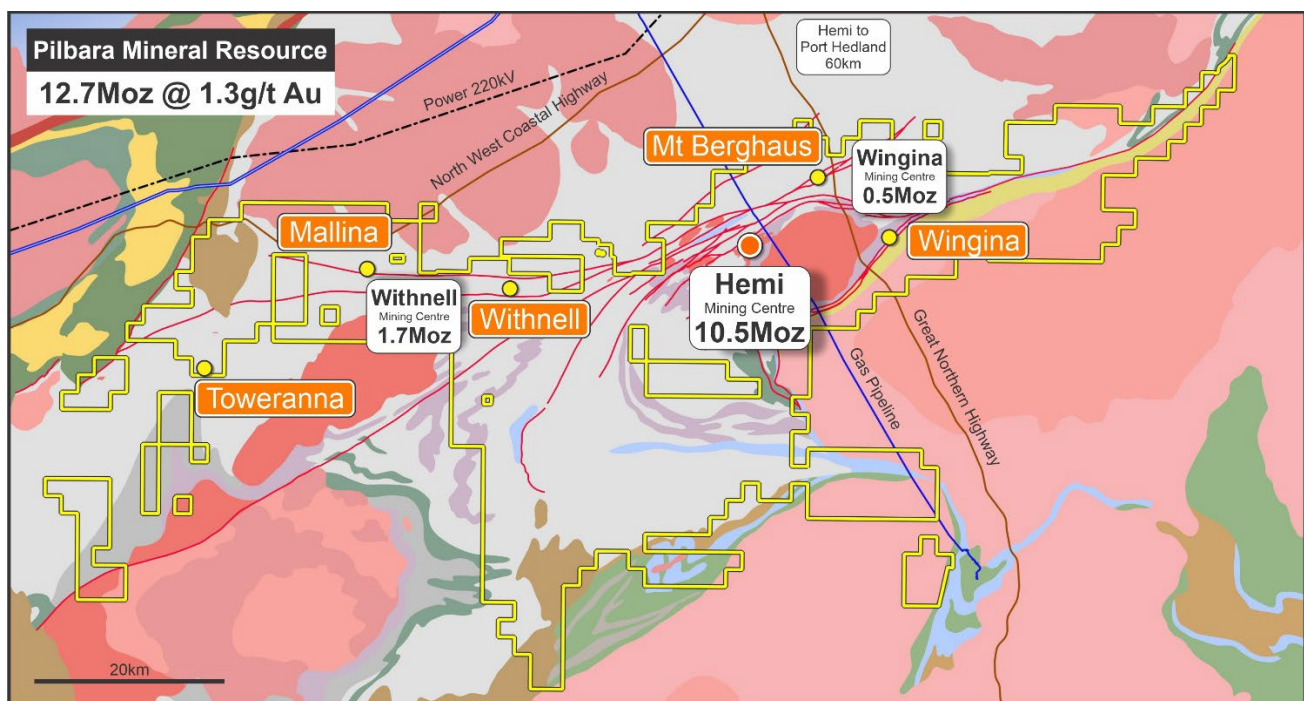 Pilbara Mineral Resource
12.7Moz @ 1.3g/t Au
Hemi to
Port Hedland
60km
Power 220kV
North West Coastal Highway
Mt Berghaus
Wingina
Mining Centre
0.5Moz
Mallina
Wingina
Withnell
Mining Centre
1.7Moz
Withnell
Hemi
Mining Centre
10.5Moz
Toweranna
Gas Pipeline
Great Northern Highway
20km